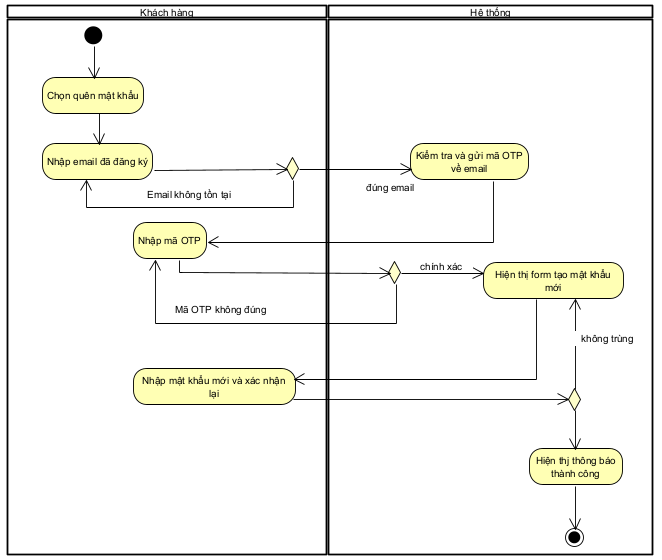 Khách hàng
Hệ thống
Chọn quên mật khẩu
Nhập email đã đăng ký
Kiểm tra và gửi mã OTP
về email
đúng email
Email không tồn tại
Nhập mã OTP
chính xác
Hiện thị form tạo mật khẩu
mới
Mã OTP không đúng
không trùng
Nhập mật khẩu mới và xác nhận
lại
Hiện thị thông báo
thành công